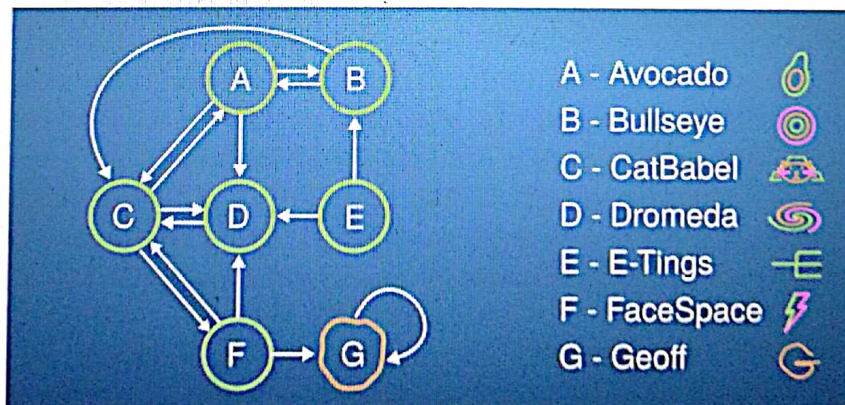 A
B
C
D
E
F
G
A - Avocado
B - Bullseye
C - CatBabel
D - Dromeda
E - E-Tings
F - FaceSpace
G - Geoff